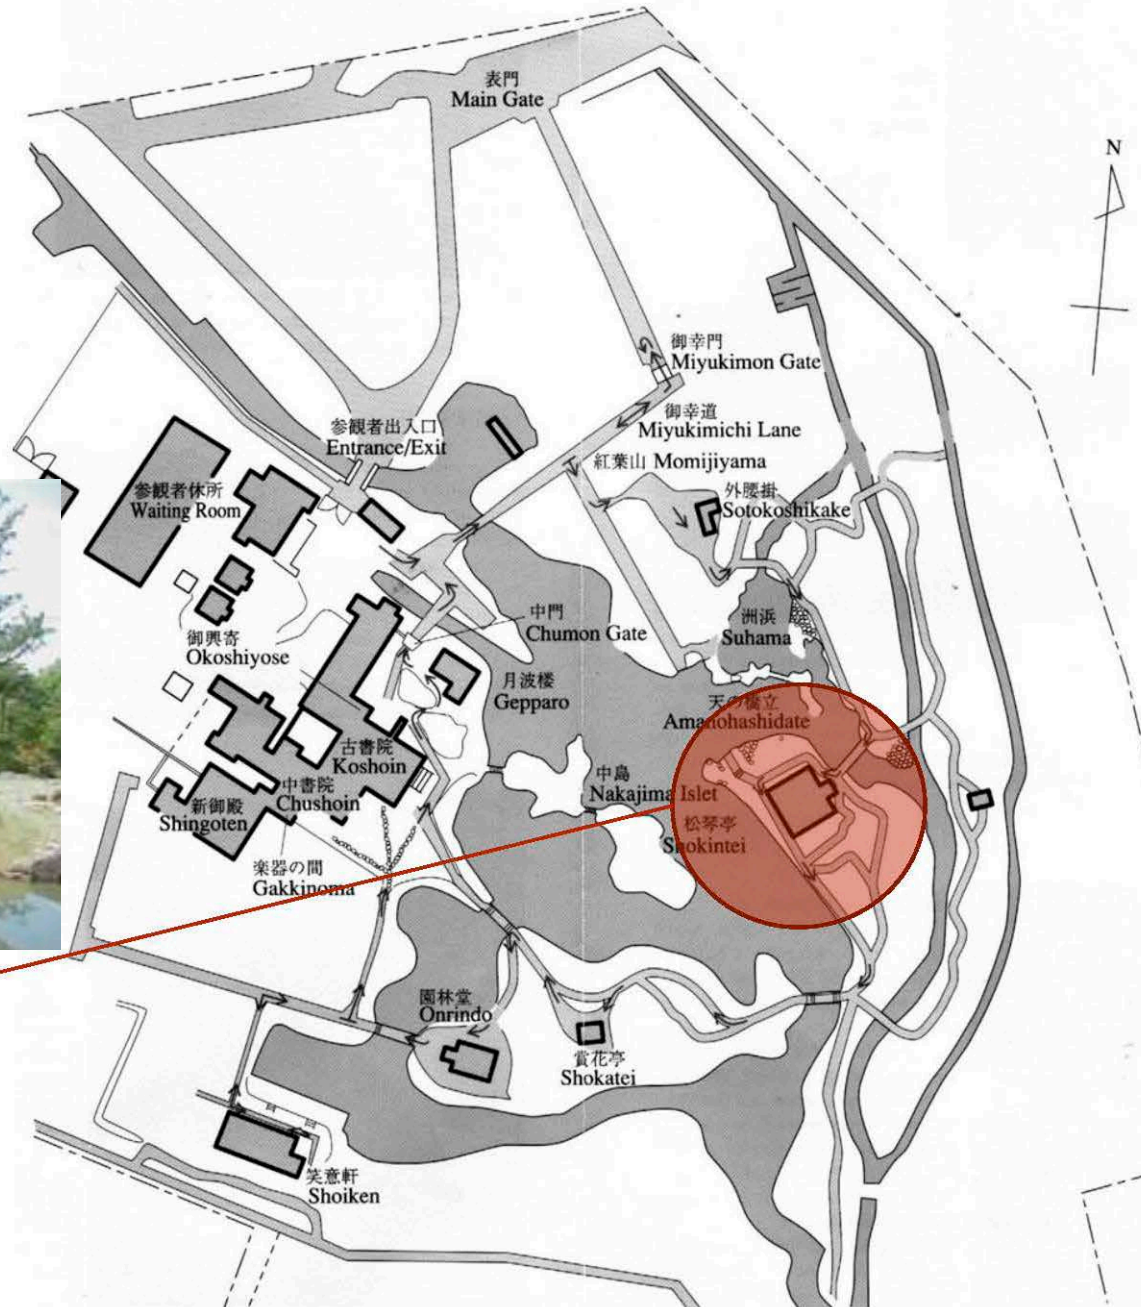 表門
Main Gate
N
御幸門
Miyukimon Gate
御幸道
Miyukimichi Lane
参観者出入口
Entrance/Exit
紅葉山 Momijiyama
参観者休所
Waiting Room
外腰掛
Sotokoshikake
中門
Chumon Gate
洲浜
Suhama
御興寄
Okoshiyose
月波楼
Gepparo
天の橋立
Amanohashidate
古書院
Koshoin
中書院
Chushoin
新御殿
Shingoten
中島
Nakajima Islet
松琴亭
Shokintei
楽器の間
Gakkinoma
園林堂
Onrindo
賞花亭
Shokatei
笑意軒
Shoiken